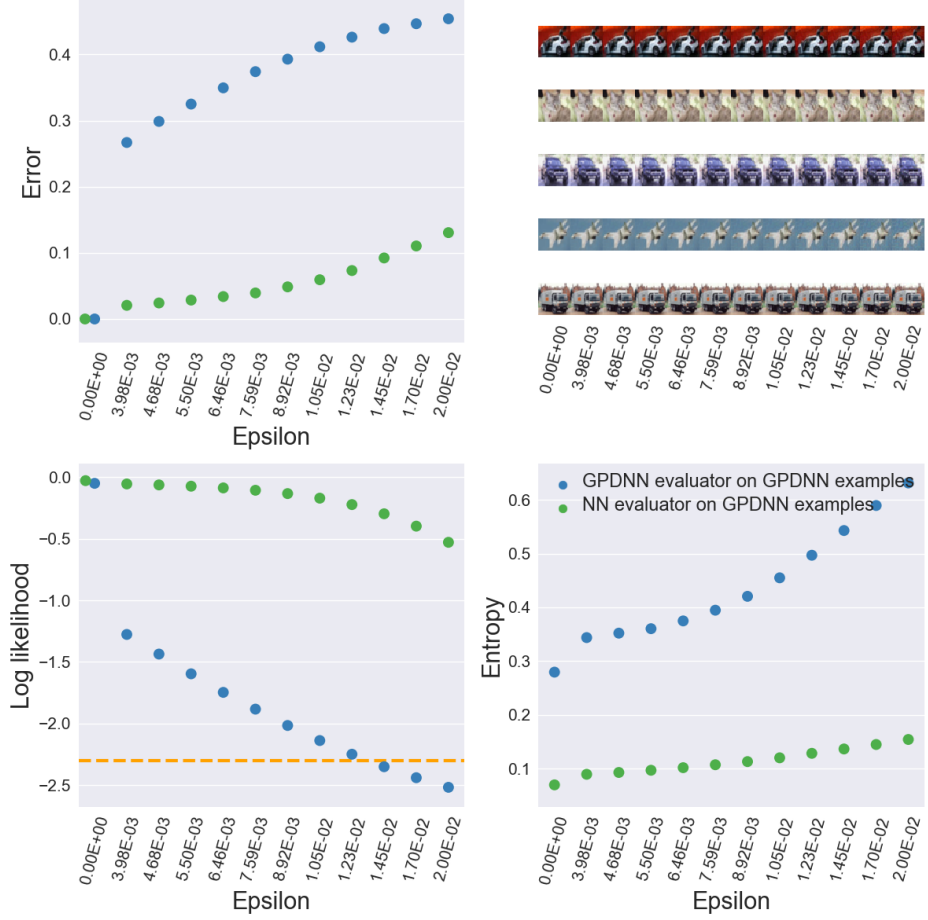 0.4
0.3
0.2
0.1
0.0
Error
0.00E+00
3.98E-03
4.68E-03
5.50E-03
6.46E-03
7.59E-03
8.92E-03
1.05E-02
1.23E-02
1.45E-02
1.70E-02
2.00E-02
Epsilon
0.00E+00
3.98E-03
4.68E-03
5.50E-03
6.46E-03
7.59E-03
8.92E-03
1.05E-02
1.23E-02
1.45E-02
1.70E-02
2.00E-02
0.0
−0.5
−1.0
−1.5
−2.0
−2.5
Log likelihood
0.00E+00
3.98E-03
4.68E-03
5.50E-03
6.46E-03
7.59E-03
8.92E-03
1.05E-02
1.23E-02
1.45E-02
1.70E-02
2.00E-02
Epsilon
GPDNN evaluator on GPDNN examples
NN evaluator on GPDNN examples
0.6
0.5
0.4
0.3
0.2
0.1
Entropy
0.00E+00
3.98E-03
4.68E-03
5.50E-03
6.46E-03
7.59E-03
8.92E-03
1.05E-02
1.23E-02
1.45E-02
1.70E-02
2.00E-02
Epsilon